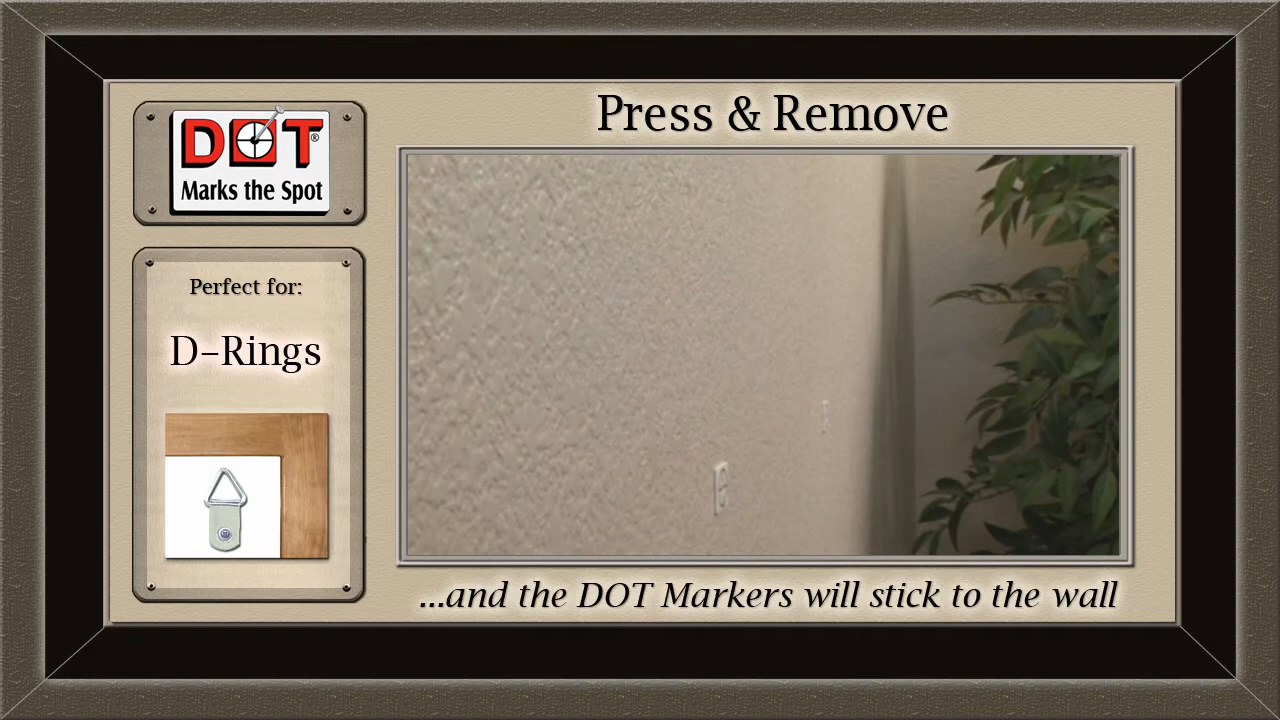 DOT®
Marks the Spot
Perfect for:
D-Rings
Press & Remove
...and the DOT Markers will stick to the wall